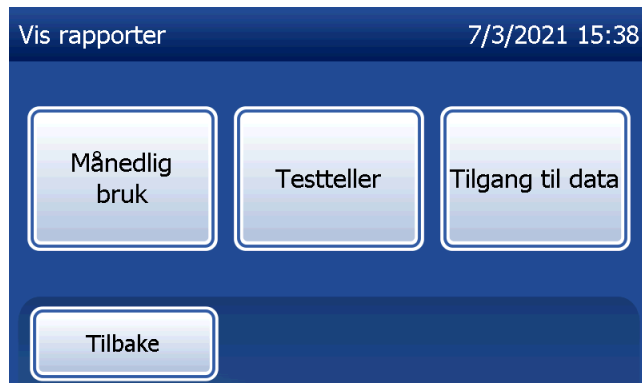 Vis rapporter 7/3/2021 15:38
Månedlig
bruk
Testteller
Tilgang til data
Tilbake